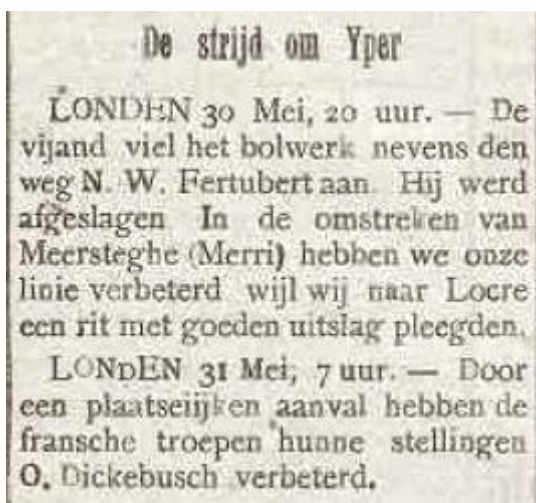 De strijd om Yper
LONDEN 30 Mei, 20 uur. — De
vijand viel het bolwerk nevens den
weg N. W. Fertubert aan. Hij werd
afgeslagen In de omstreken van
Meersteghe (Merri) hebben we onze
linie verbeterd wijl wij naar Locre
een rit met goeden uitslag pleegden.
LONDEN 31 Mei, 7 uur. — Door
een plaatseiijken aanval hebben de
fransche troepen hunne stellingen
O. Dickebusch verbeterd.